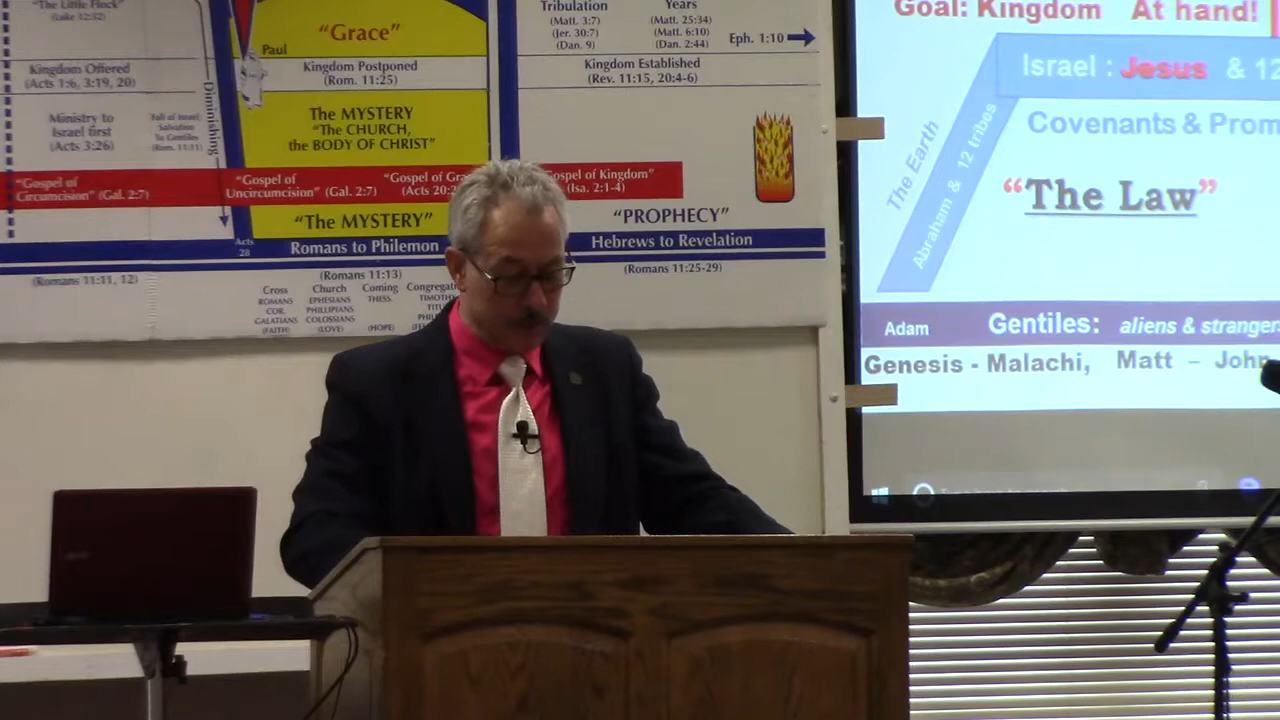 "The Little Flock"
(Luke 12:32)
Kingdom Offered
(Acts 1:6, 3:19, 20)
Ministry to
Israel first
(Acts 3:26)
Fall of Israel
Salvation
To Gentiles
(Rom. 11:11)
Diminishing
"Grace"
Paul
Kingdom Postponed
(Rom. 11:25)
The MYSTERY
"The CHURCH,
the BODY OF CHRIST"
Tribulation
(Matt. 3:7)
(Jer. 30:7)
(Dan. 9)
Years
(Matt. 25:34)
(Matt. 6:10)
(Dan. 2:44)
Eph. 1:10
Kingdom Established
(Rev. 11:15, 20:4-6)
"Gospel of
Circumcision" (Gal. 2:7)
"Gospel of
Uncircumcision" (Gal. 2:7)
"Gospel of Gra
(Acts 20:2
ospel of Kingdom"
(Isa. 2:1-4)
"The MYSTERY"
"PROPHECY"
Acts
28
Romans to Philemon
Hebrews to Revelation
(Romans 11:11, 12)
(Romans 11:13)
(Romans 11:25-29)
Cross
ROMANS
COR.
GALATIANS
(FAITH)
Church
EPHESIANS
PHILLIPIANS
COLOSSIANS
(LOVE)
Coming
THESS.
(HOPE)
Congregat
TIMOTH
TITU
PHIL
Goal: Kingdom At hand!
Israel : Jesus & 12
The Earth
Abraham & 12 tribes
Covenants & Prom
"The Law"
Adam
Gentiles: aliens & stranger
Genesis - Malachi, Matt – John